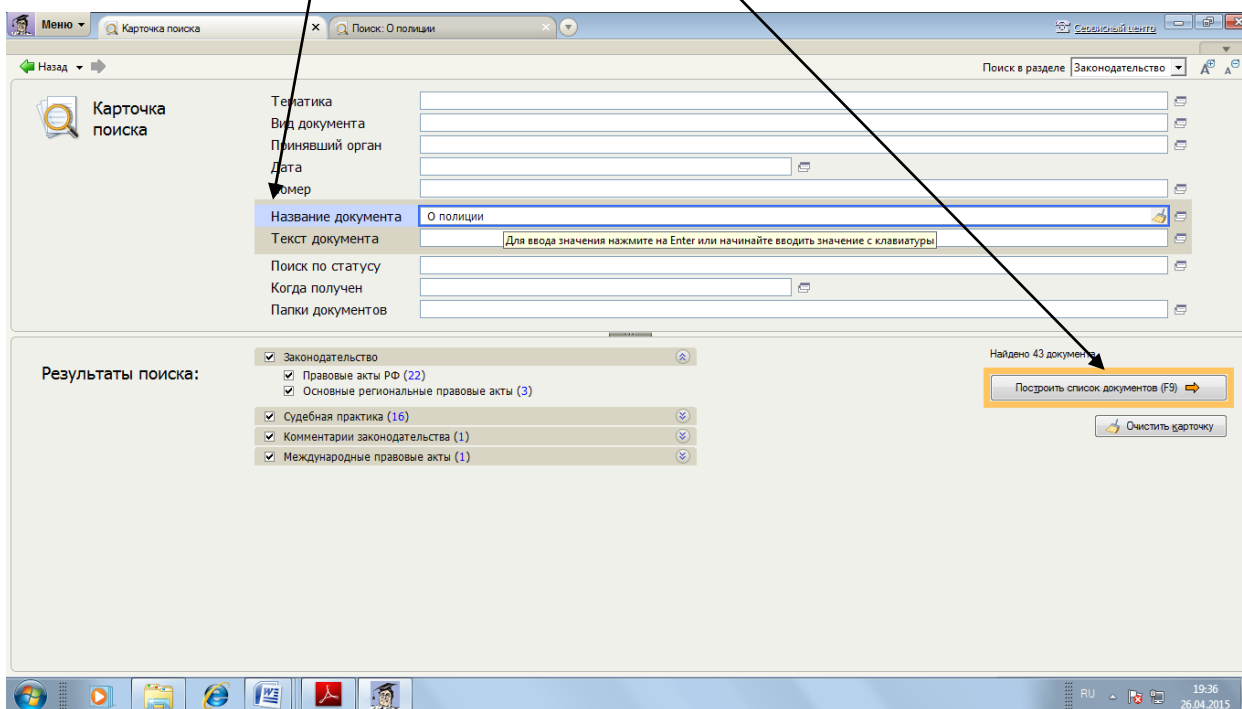 Меню
Карточка поиска
Поиск: О полиции
Сервисный центр
Назад
Поиск в разделе Законодательство
Карточка поиска
Тематика
Вид документа
Принявший орган
Дата
Номер
Название документа О полиции
Текст документа
Для ввода значения нажмите на Enter или начинайте вводить значение с клавиатуры
Поиск по статусу
Когда получен
Папки документов
Результаты поиска:
Законодательство
Правовые акты РФ (22)
Основные региональные правовые акты (3)
Судебная практика (16)
Комментарии законодательства (1)
Международные правовые акты (1)
Найдено 43 документа
Построить список документов (F9)
Очистить карточку
RU
19:36
26.04.2015